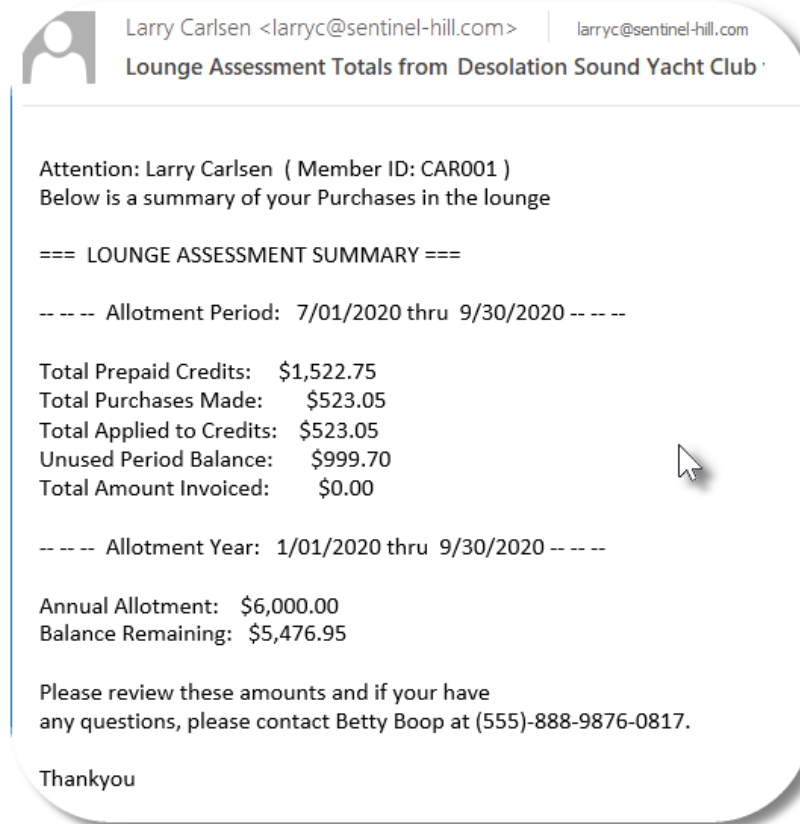 Larry Carlsen <larryc@sentinel-hill.com> larryc@sentinel-hill.com
Lounge Assessment Totals from Desolation Sound Yacht Club
Attention: Larry Carlsen ( Member ID: CAR001 )
Below is a summary of your Purchases in the lounge
=== LOUNGE ASSESSMENT SUMMARY ===
-- -- -- Allotment Period: 7/01/2020 thru 9/30/2020 -- -- --
Total Prepaid Credits: $1,522.75
Total Purchases Made: $523.05
Total Applied to Credits: $523.05
Unused Period Balance: $999.70
Total Amount Invoiced: $0.00
-- -- -- Allotment Year: 1/01/2020 thru 9/30/2020 -- -- --
Annual Allotment: $6,000.00
Balance Remaining: $5,476.95
Please review these amounts and if your have
any questions, please contact Betty Boop at (555)-888-9876-0817.
Thankyou